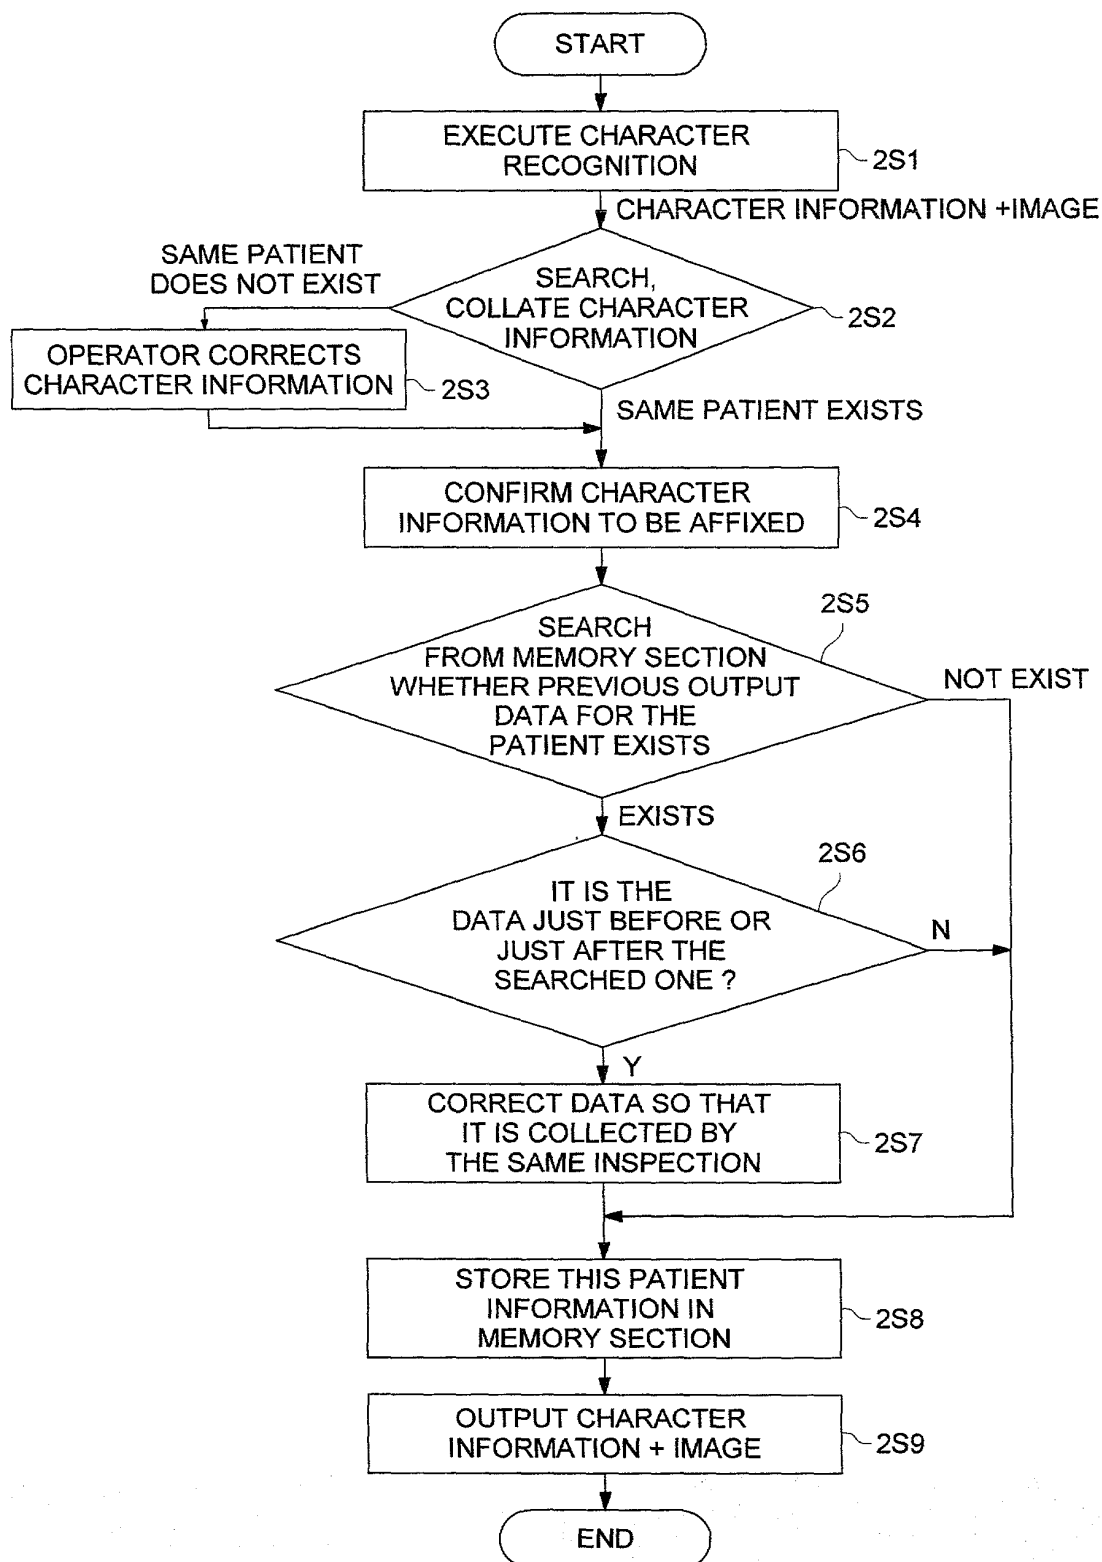 START
EXECUTE CHARACTER
RECOGNITION
2S1
CHARACTER INFORMATION +IMAGE
SAME PATIENT
DOES NOT EXIST
SEARCH,
COLLATE CHARACTER
INFORMATION
2S2
OPERATOR CORRECTS
CHARACTER INFORMATION
2S3
SAME PATIENT EXISTS
CONFIRM CHARACTER
INFORMATION TO BE AFFIXED
2S4
2S5
SEARCH
FROM MEMORY SECTION
WHETHER PREVIOUS OUTPUT
DATA FOR THE
PATIENT EXISTS
NOT EXIST
EXISTS
2S6
IT IS THE
DATA JUST BEFORE OR
JUST AFTER THE
SEARCHED ONE ?
N
Y
CORRECT DATA SO THAT
IT IS COLLECTED BY
THE SAME INSPECTION
2S7
STORE THIS PATIENT
INFORMATION IN
MEMORY SECTION
2S8
OUTPUT CHARACTER
INFORMATION + IMAGE
2S9
END